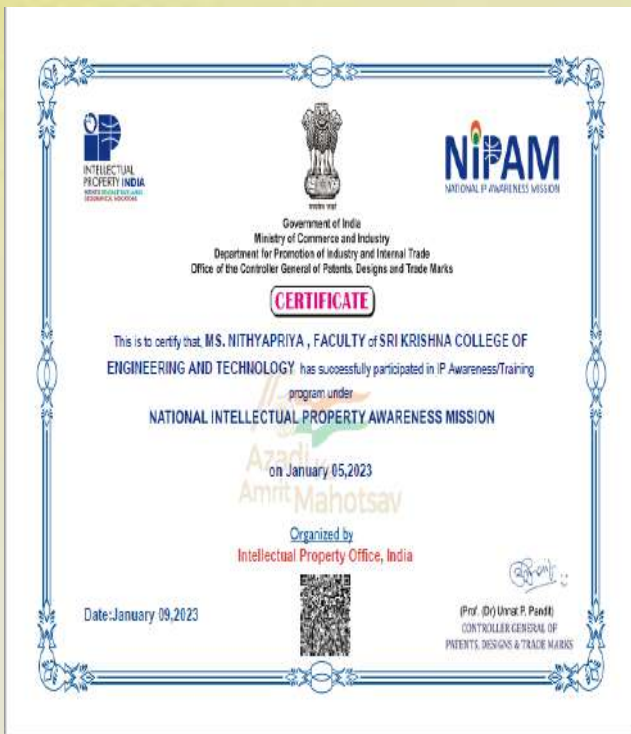 INTELLECTUAL
PROPERTY INDIA
NiPAM
NATIONAL IP AWARENESS MISSION
Government of India
Ministry of Commerce and Industry
Department for Promotion of Industry and Internal Trade
Office of the Controller General of Patents, Designs and Trade Marks
CERTIFICATE
This is to certify that, MS. NITHYAPRIYA , FACULTY of SRI KRISHNA COLLEGE OF
ENGINEERING AND TECHNOLOGY has successfully participated in IP Awareness/Training
program under
NATIONAL INTELLECTUAL PROPERTY AWARENESS MISSION
Azadi Ka
on January 05,2023
Amrit Mahotsav
Organized by
Intellectual Property Office, India
Date:January 09,2023
(Prof. (Dr) Unnat P. Pandit)
CONTROLLER GENERAL OF
PATENTS, DESIGNS & TRADE MARKS